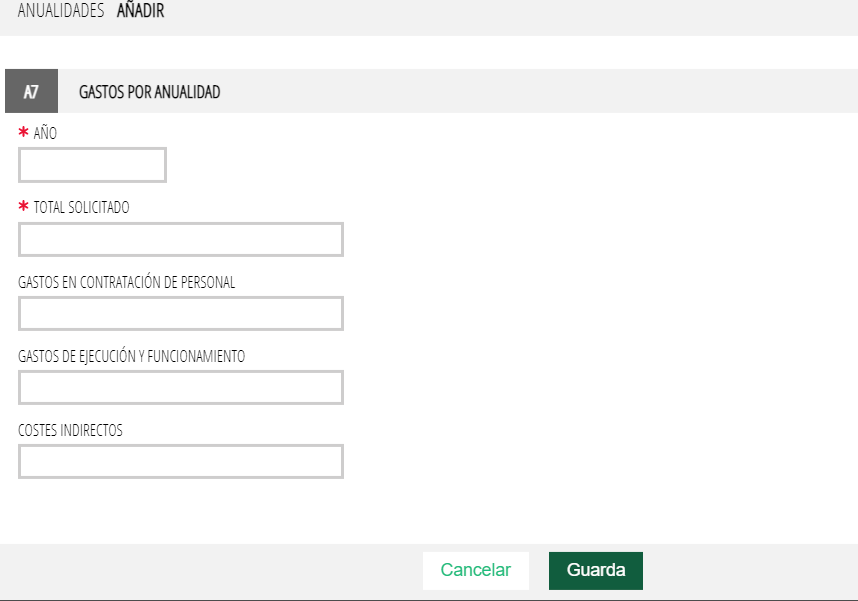 ANUALIDADES AÑADIR
A7 GASTOS POR ANUALIDAD
* AÑO
* TOTAL SOLICITADO
GASTOS EN CONTRATACIÓN DE PERSONAL
GASTOS DE EJECUCIÓN Y FUNCIONAMIENTO
COSTES INDIRECTOS
Cancelar Guarda